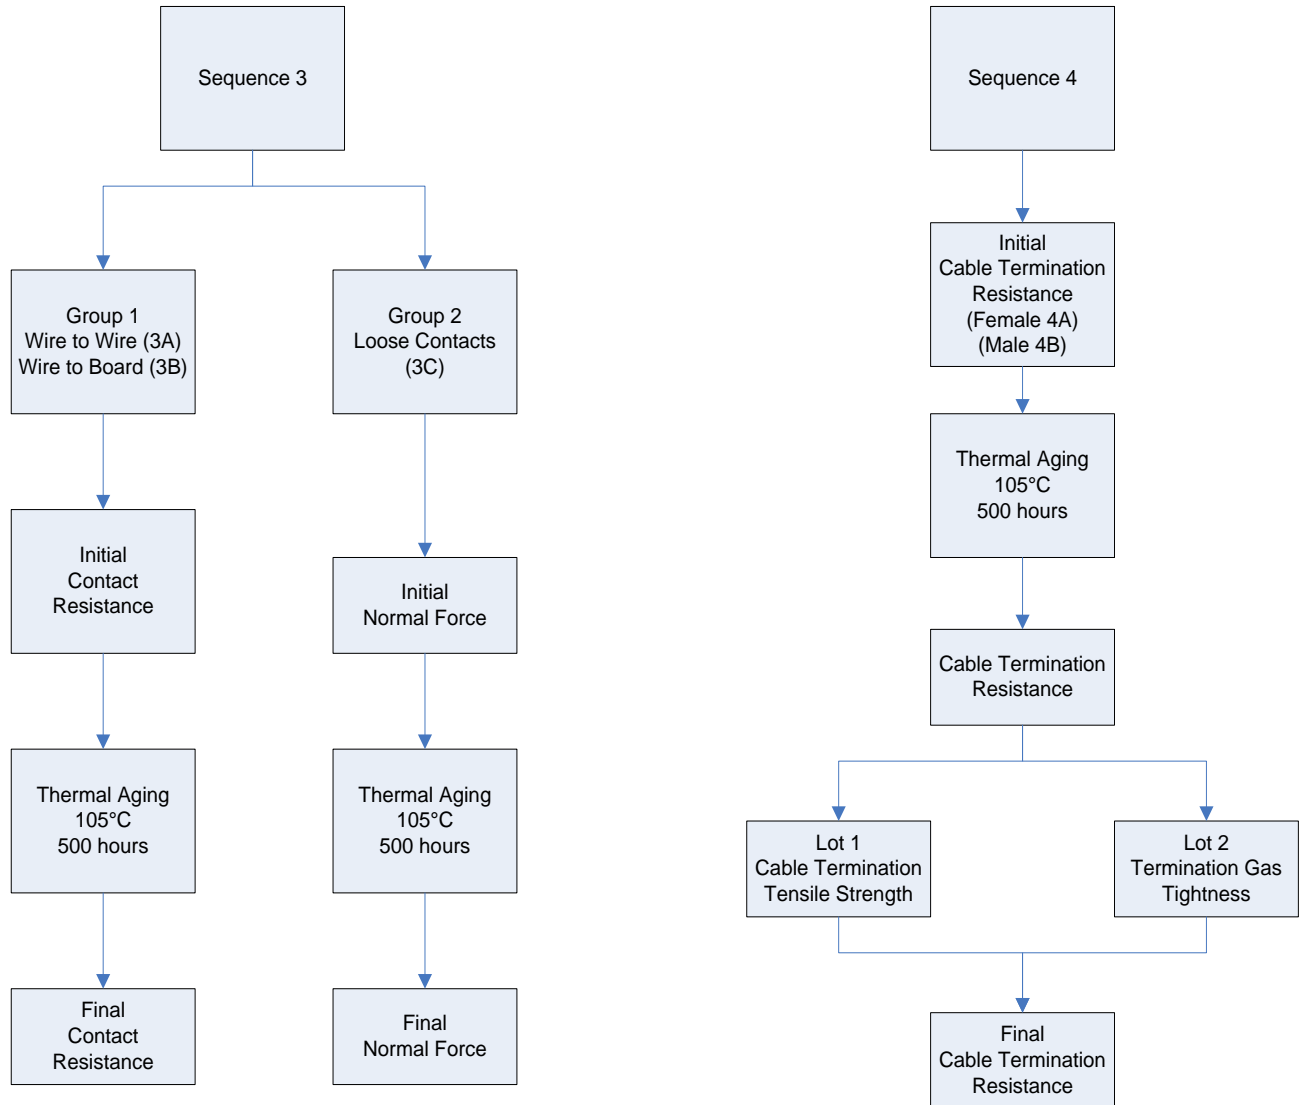 Sequence 3
Group 1
Wire to Wire (3A)
Wire to Board (3B)
Group 2
Loose Contacts
(3C)
Initial
Contact
Resistance
Initial
Normal Force
Thermal Aging
105°C
500 hours
Thermal Aging
105°C
500 hours
Final
Contact
Resistance
Final
Normal Force
Sequence 4
Initial
Cable Termination
Resistance
(Female 4A)
(Male 4B)
Thermal Aging
105°C
500 hours
Cable Termination
Resistance
Lot 1
Cable Termination
Tensile Strength
Lot 2
Termination Gas
Tightness
Final
Cable Termination
Resistance